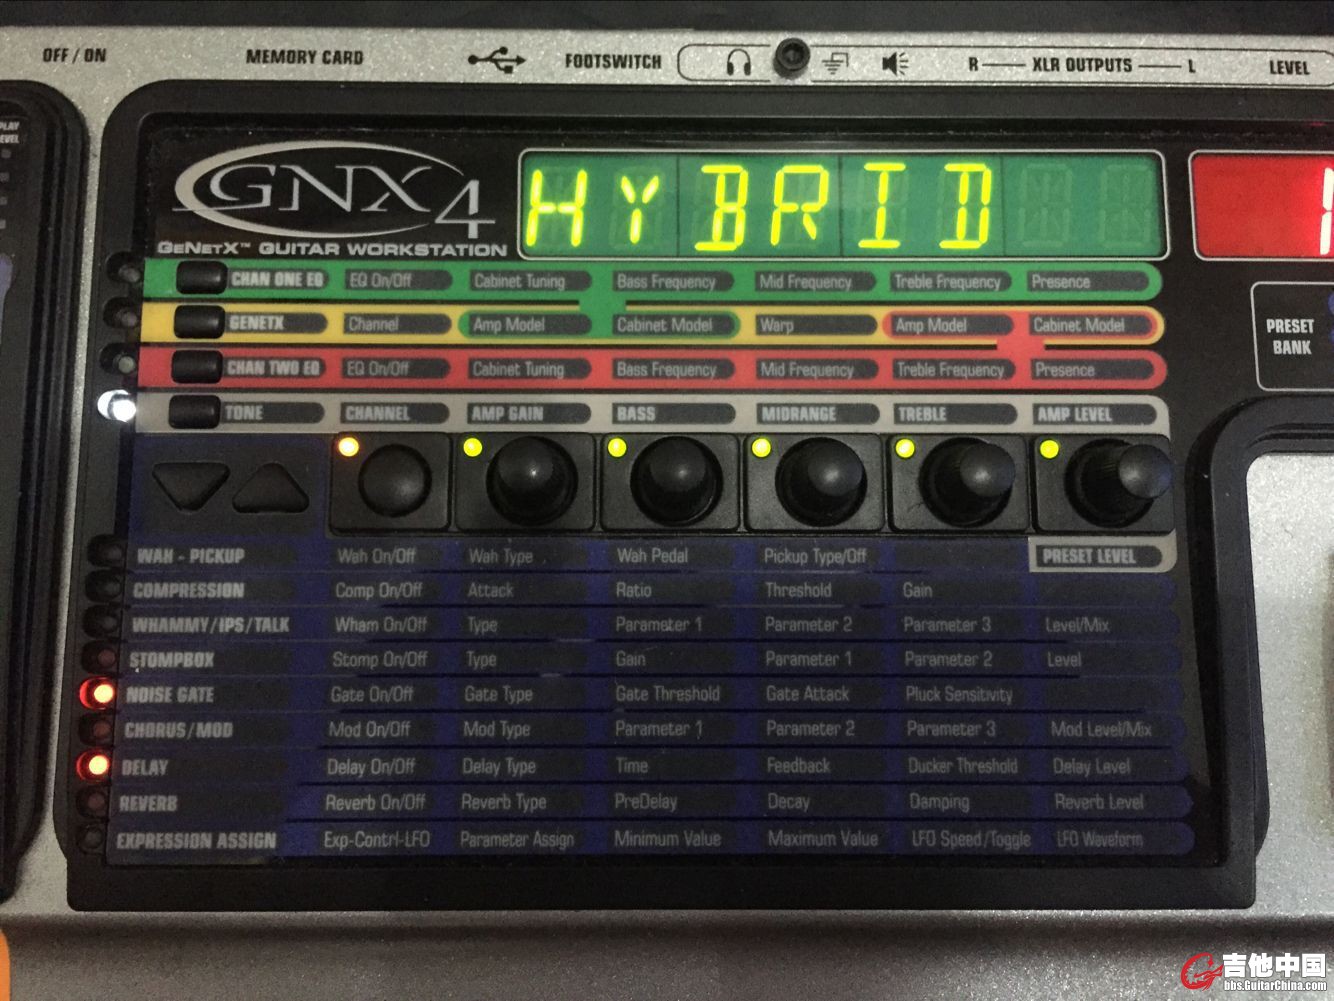 OFF / ON MEMORY CARD FOOTSWITCH R XLR OUTPUTS L LEVEL
GNX4
GENETX™ GUITAR WORKSTATION
HYBRID
PRESET
BANK
CHAN ONE EQ EQ On/Off Cabinet Tuning Bass Frequency Mid Frequency Treble Frequency Presence
GENETX Channel Amp Model Cabinet Model Warp Amp Model Cabinet Model
CHAN TWO EQ EQ On/Off Cabinet Tuning Bass Frequency Mid Frequency Treble Frequency Presence
TONE CHANNEL AMP GAIN BASS MIDRANGE TREBLE AMP LEVEL
PRESET LEVEL
WAH - PICKUP Wah On/Off Wah Type Wah Pedal Pickup Type/Off
COMPRESSION Comp On/Off Attack Ratio Threshold Gain
WHAMMY/IPS/TALK Wham On/Off Type Parameter 1 Parameter 2 Parameter 3 Level/Mix
STOMPBOX Stomp On/Off Type Gain Parameter 1 Parameter 2 Level
NOISE GATE Gate On/Off Gate Type Gate Threshold Gate Attack Pluck Sensitivity
CHORUS/MOD Mod On/Off Mod Type Parameter 1 Parameter 2 Parameter 3 Mod Level/Mix
DELAY Delay On/Off Delay Type Time Feedback Ducker Threshold Delay Level
REVERB Reverb On/Off Reverb Type PreDelay Decay Damping Reverb Level
EXPRESSION ASSIGN Exp-Contrl-LFO Parameter Assign Minimum Value Maximum Value LFO Speed/Toggle LFO Waveform
吉他中国
bbs.GuitarChina.com